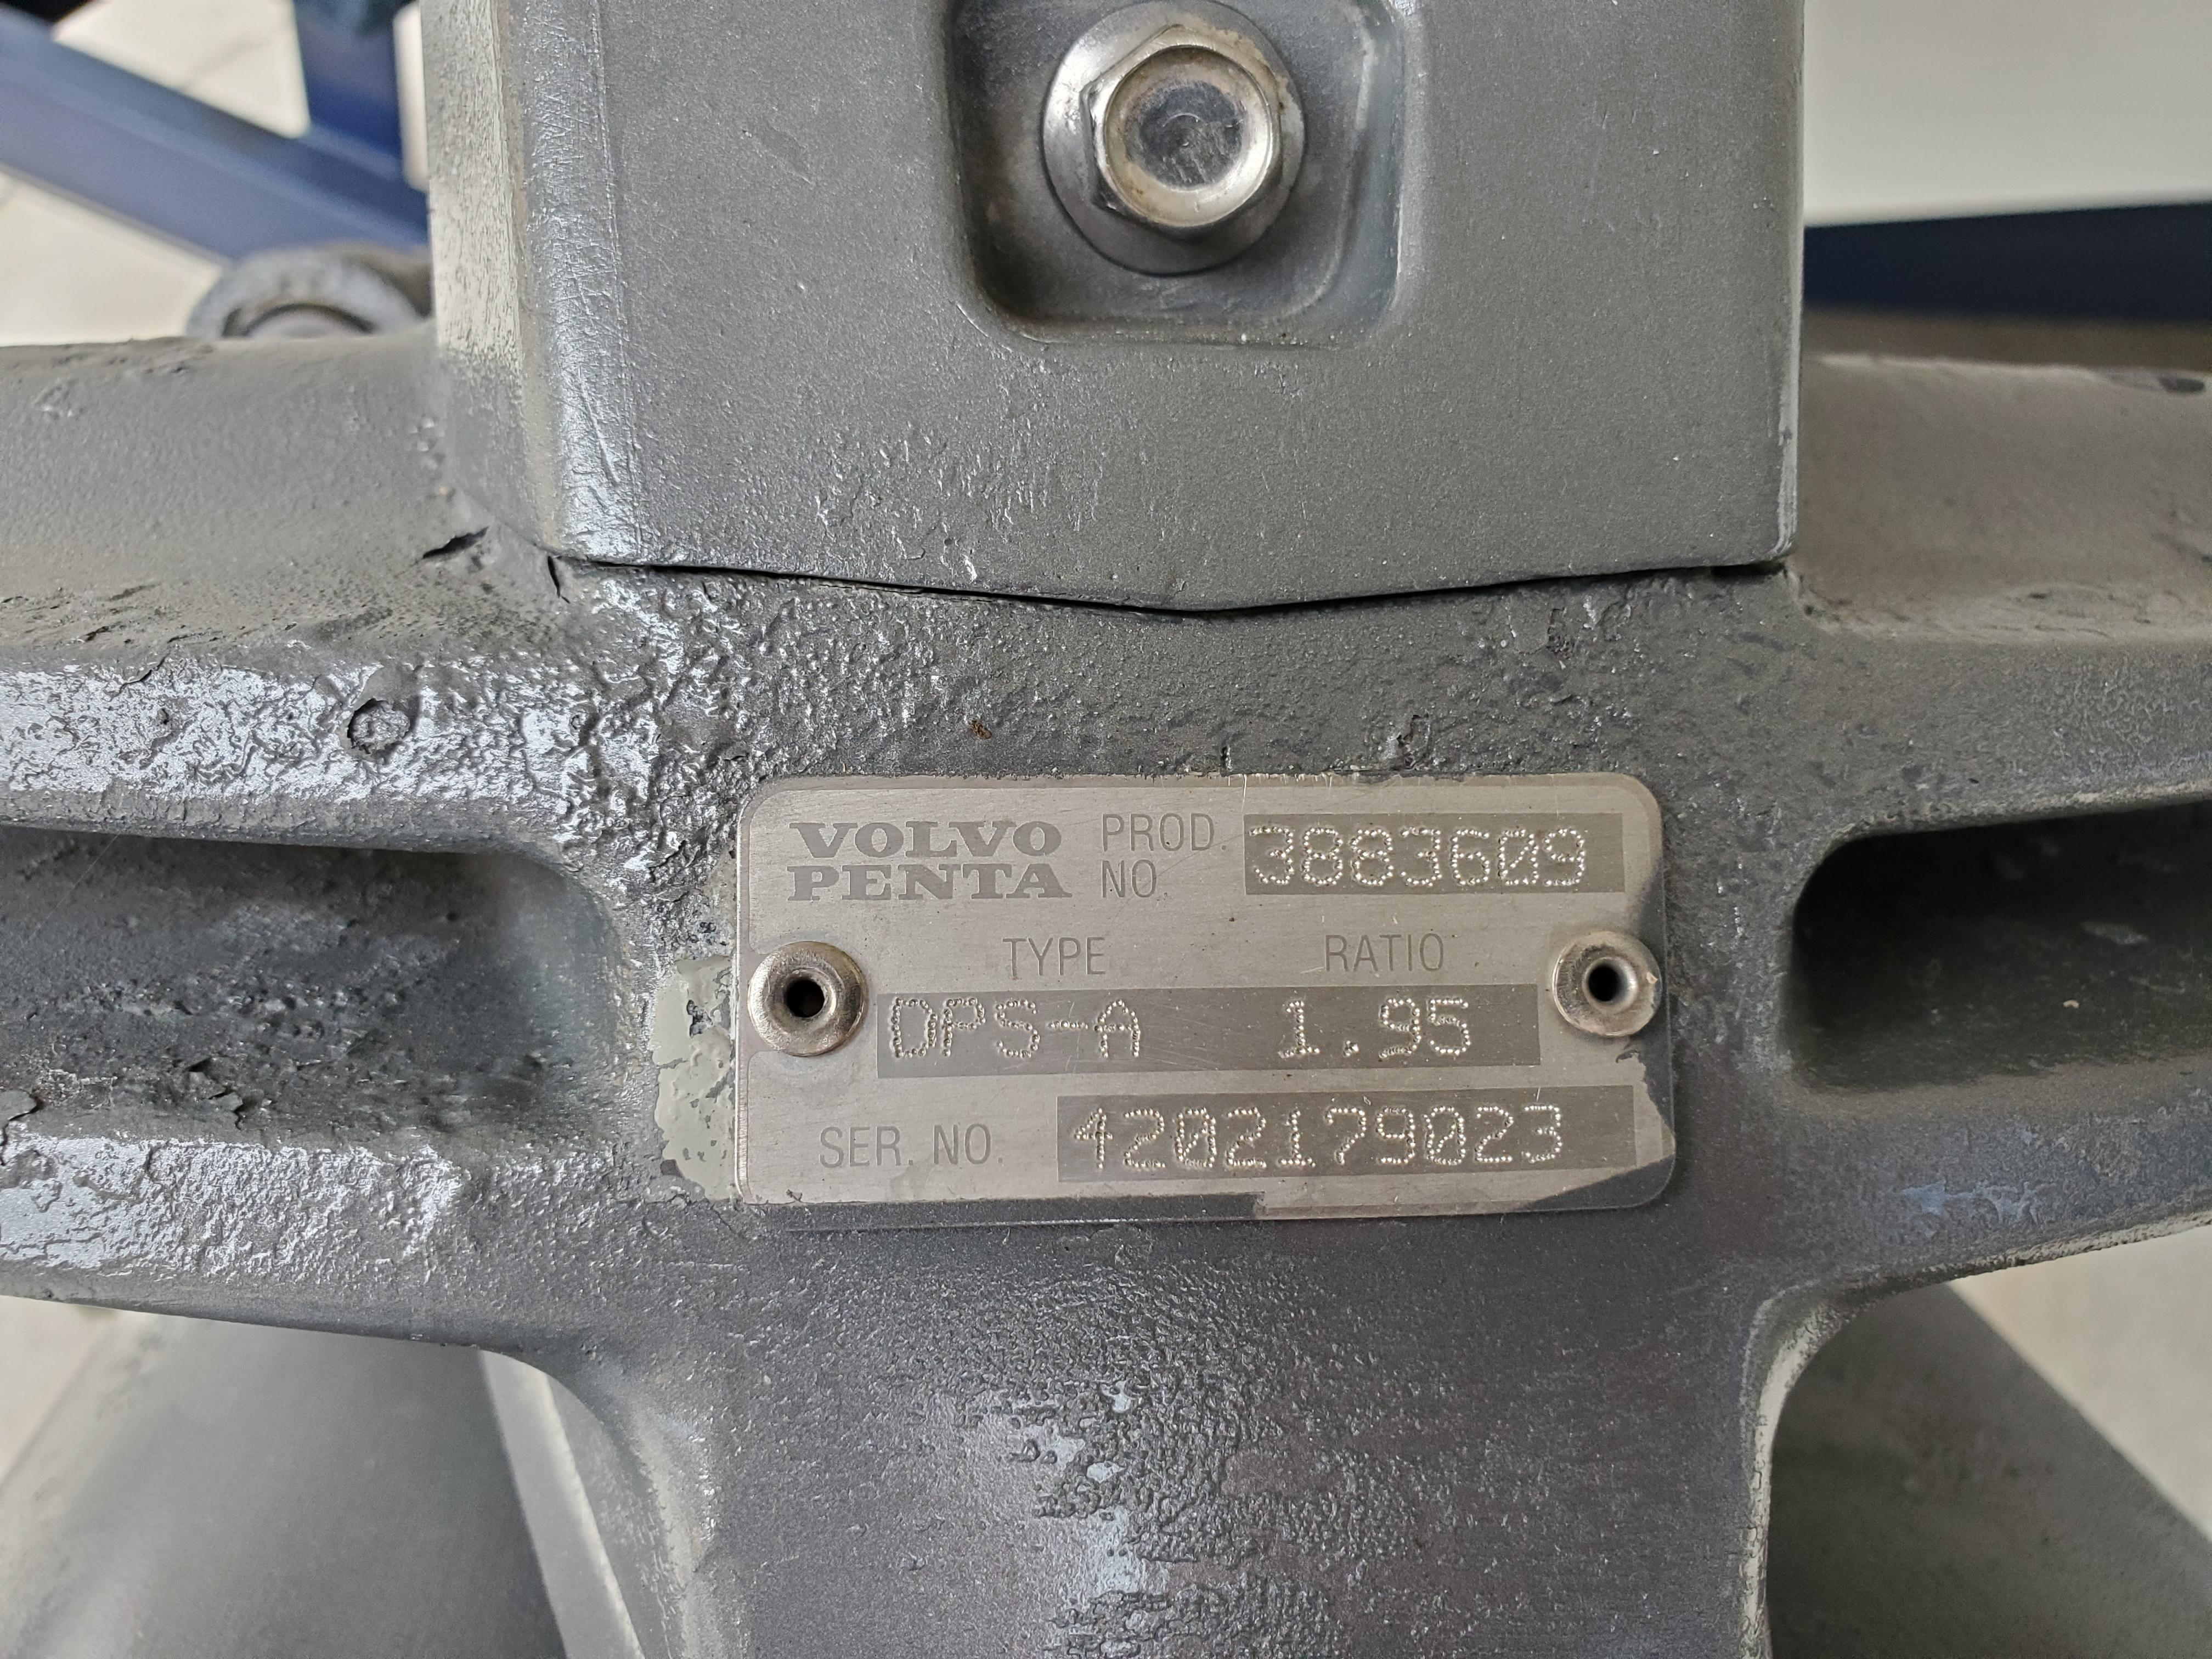 VOLVO PENTA
PROD. NO. 3883609
TYPE RATIO
DPS-A 1.95
SER. NO. 4202179023